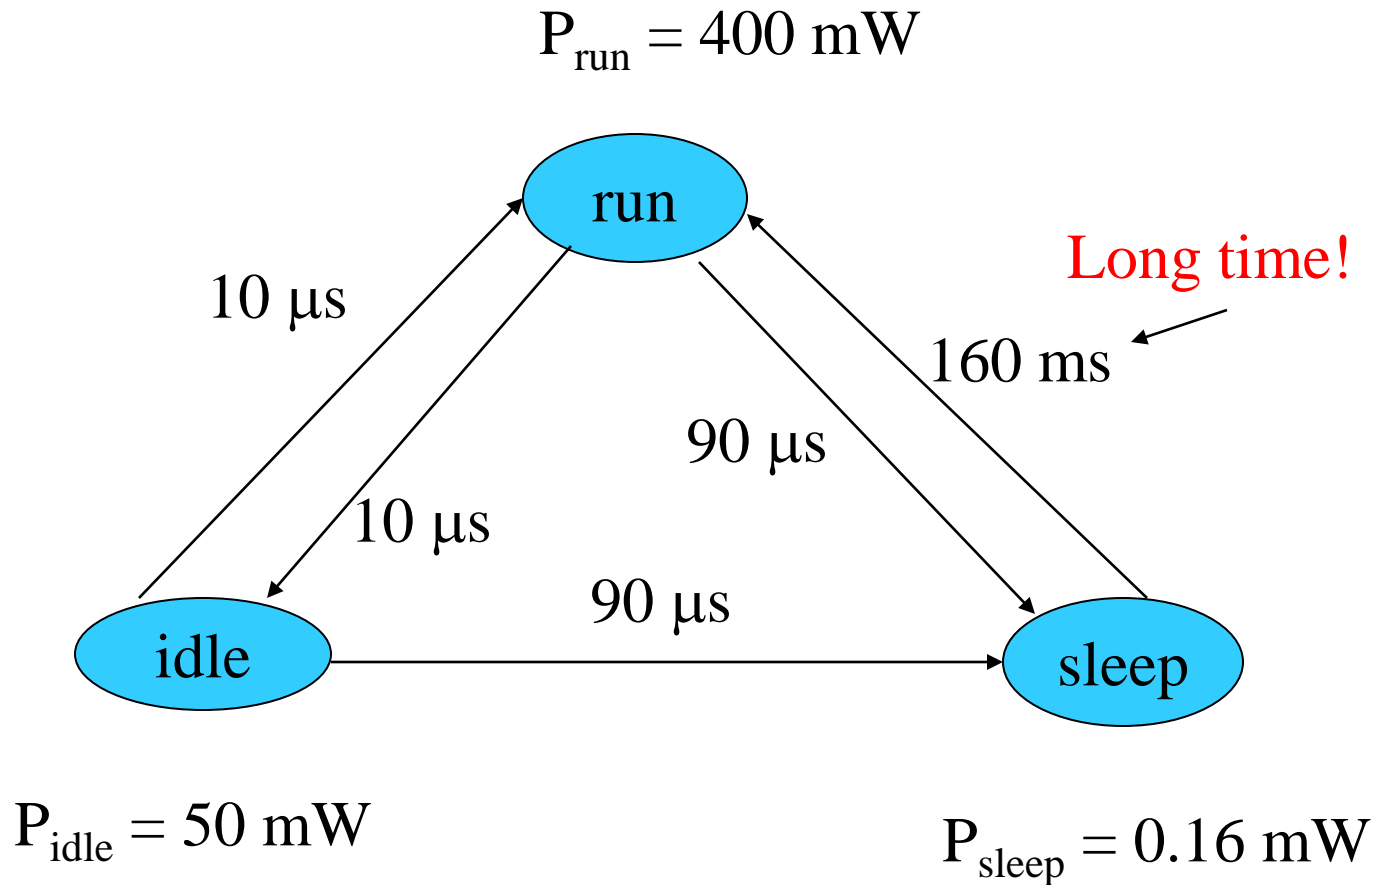 P_run = 400 mW
run
Long time!
10 μs
160 ms
90 μs
10 μs
90 μs
idle
sleep
P_idle = 50 mW
P_sleep = 0.16 mW